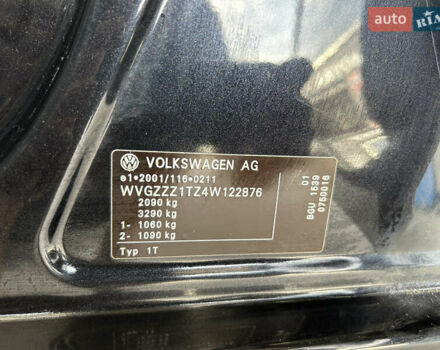 auto RIA
VOLKSWAGEN AG
e1*2001/116*0211
WVGZZZ1TZ4W122876
2090 kg
3290 kg
1- 1060 kg
2- 1090 kg
Typ 1T
01
BGU 1539
0750016